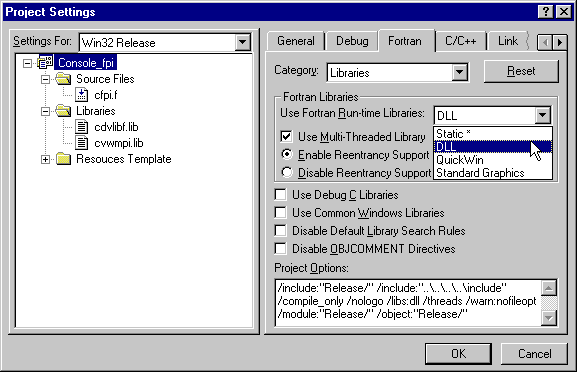 Project Settings
Settings For: Win32 Release
Console_fpi
Source Files
cfpi.f
Libraries
cdvlibf.lib
cvwmpi.lib
Resouces Template
General Debug Fortran C/C++ Link
Category: Libraries Reset
Fortran Libraries
Use Fortran Run-time Libraries: DLL
Static *
DLL
QuickWin
Standard Graphics
Use Multi-Threaded Library
Enable Reentrancy Support
Disable Reentrancy Support
Use Debug C Libraries
Use Common Windows Libraries
Disable Default Library Search Rules
Disable OBJCOMMENT Directives
Project Options:
/include:"Release/" /include:"..\..\..\..\include"
/compile_only /nologo /libs:dll /threads /warn:nofileopt
/module:"Release/" /object:"Release/"
OK Cancel